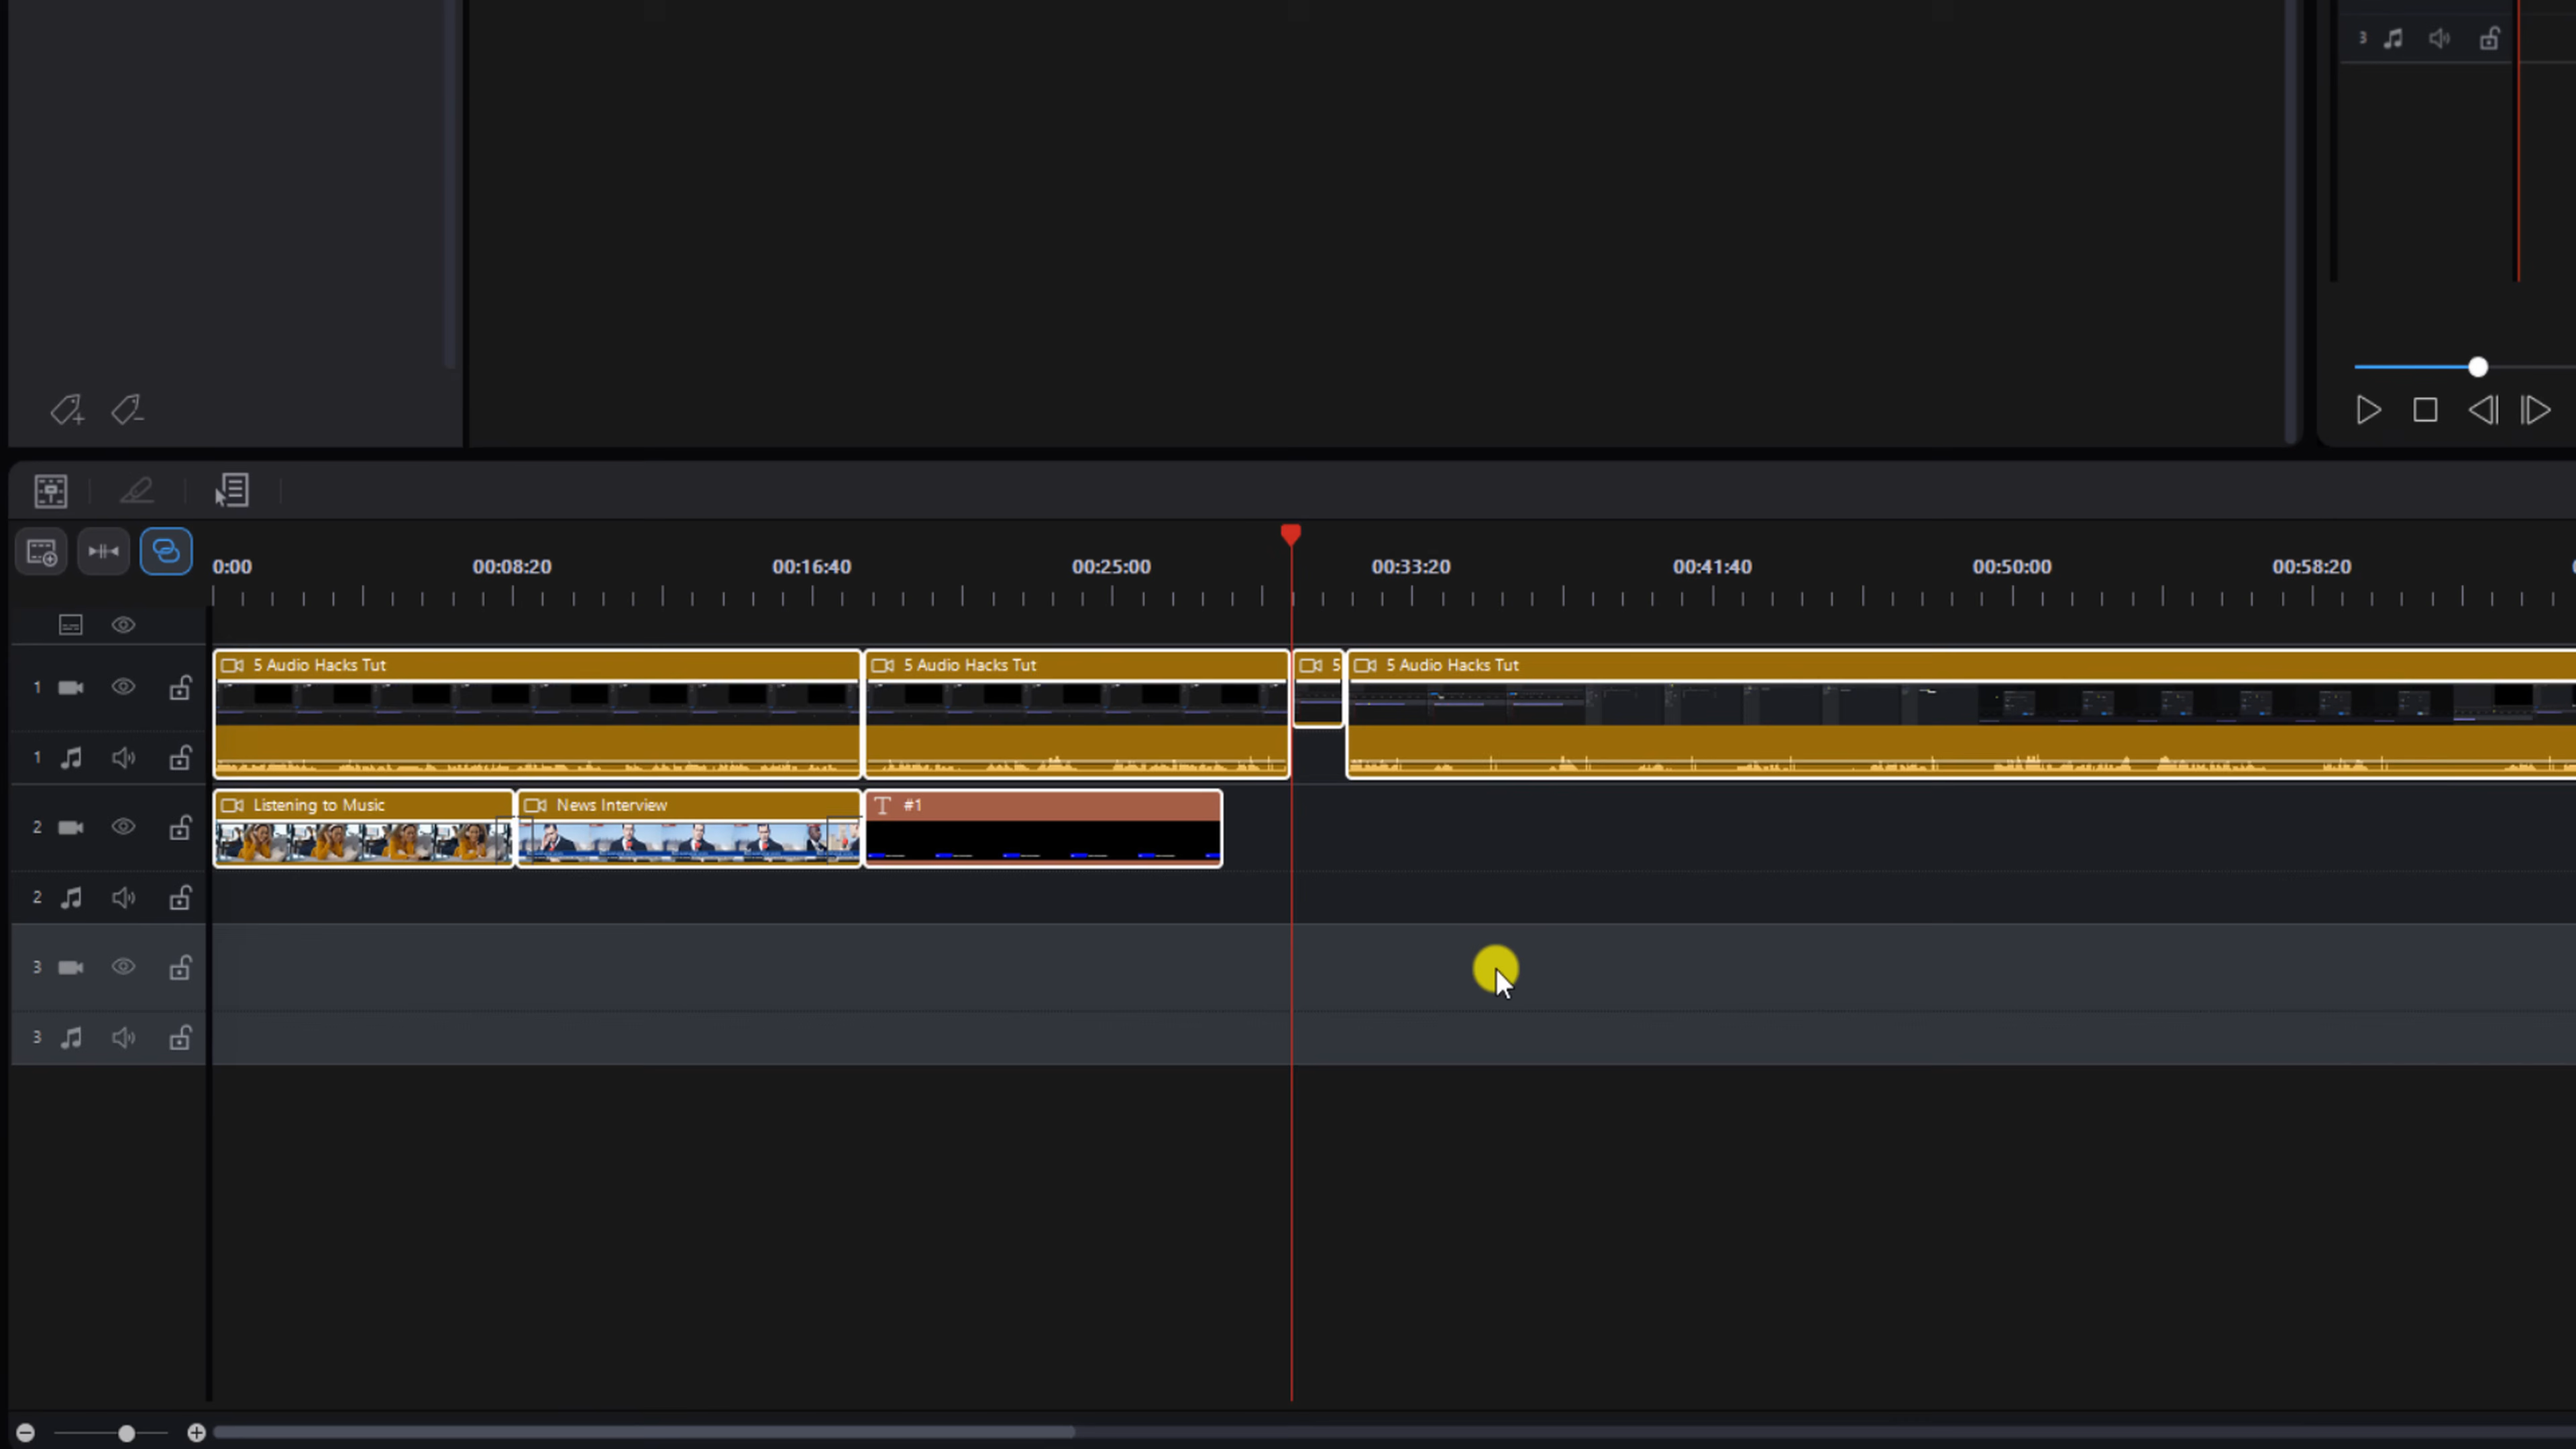 3
0:00 00:08:20 00:16:40 00:25:00 00:33:20 00:41:40 00:50:00 00:58:20
1 5 Audio Hacks Tut 5 Audio Hacks Tut 5 5 Audio Hacks Tut
1
2 Listening to Music News Interview #1
2
3
3